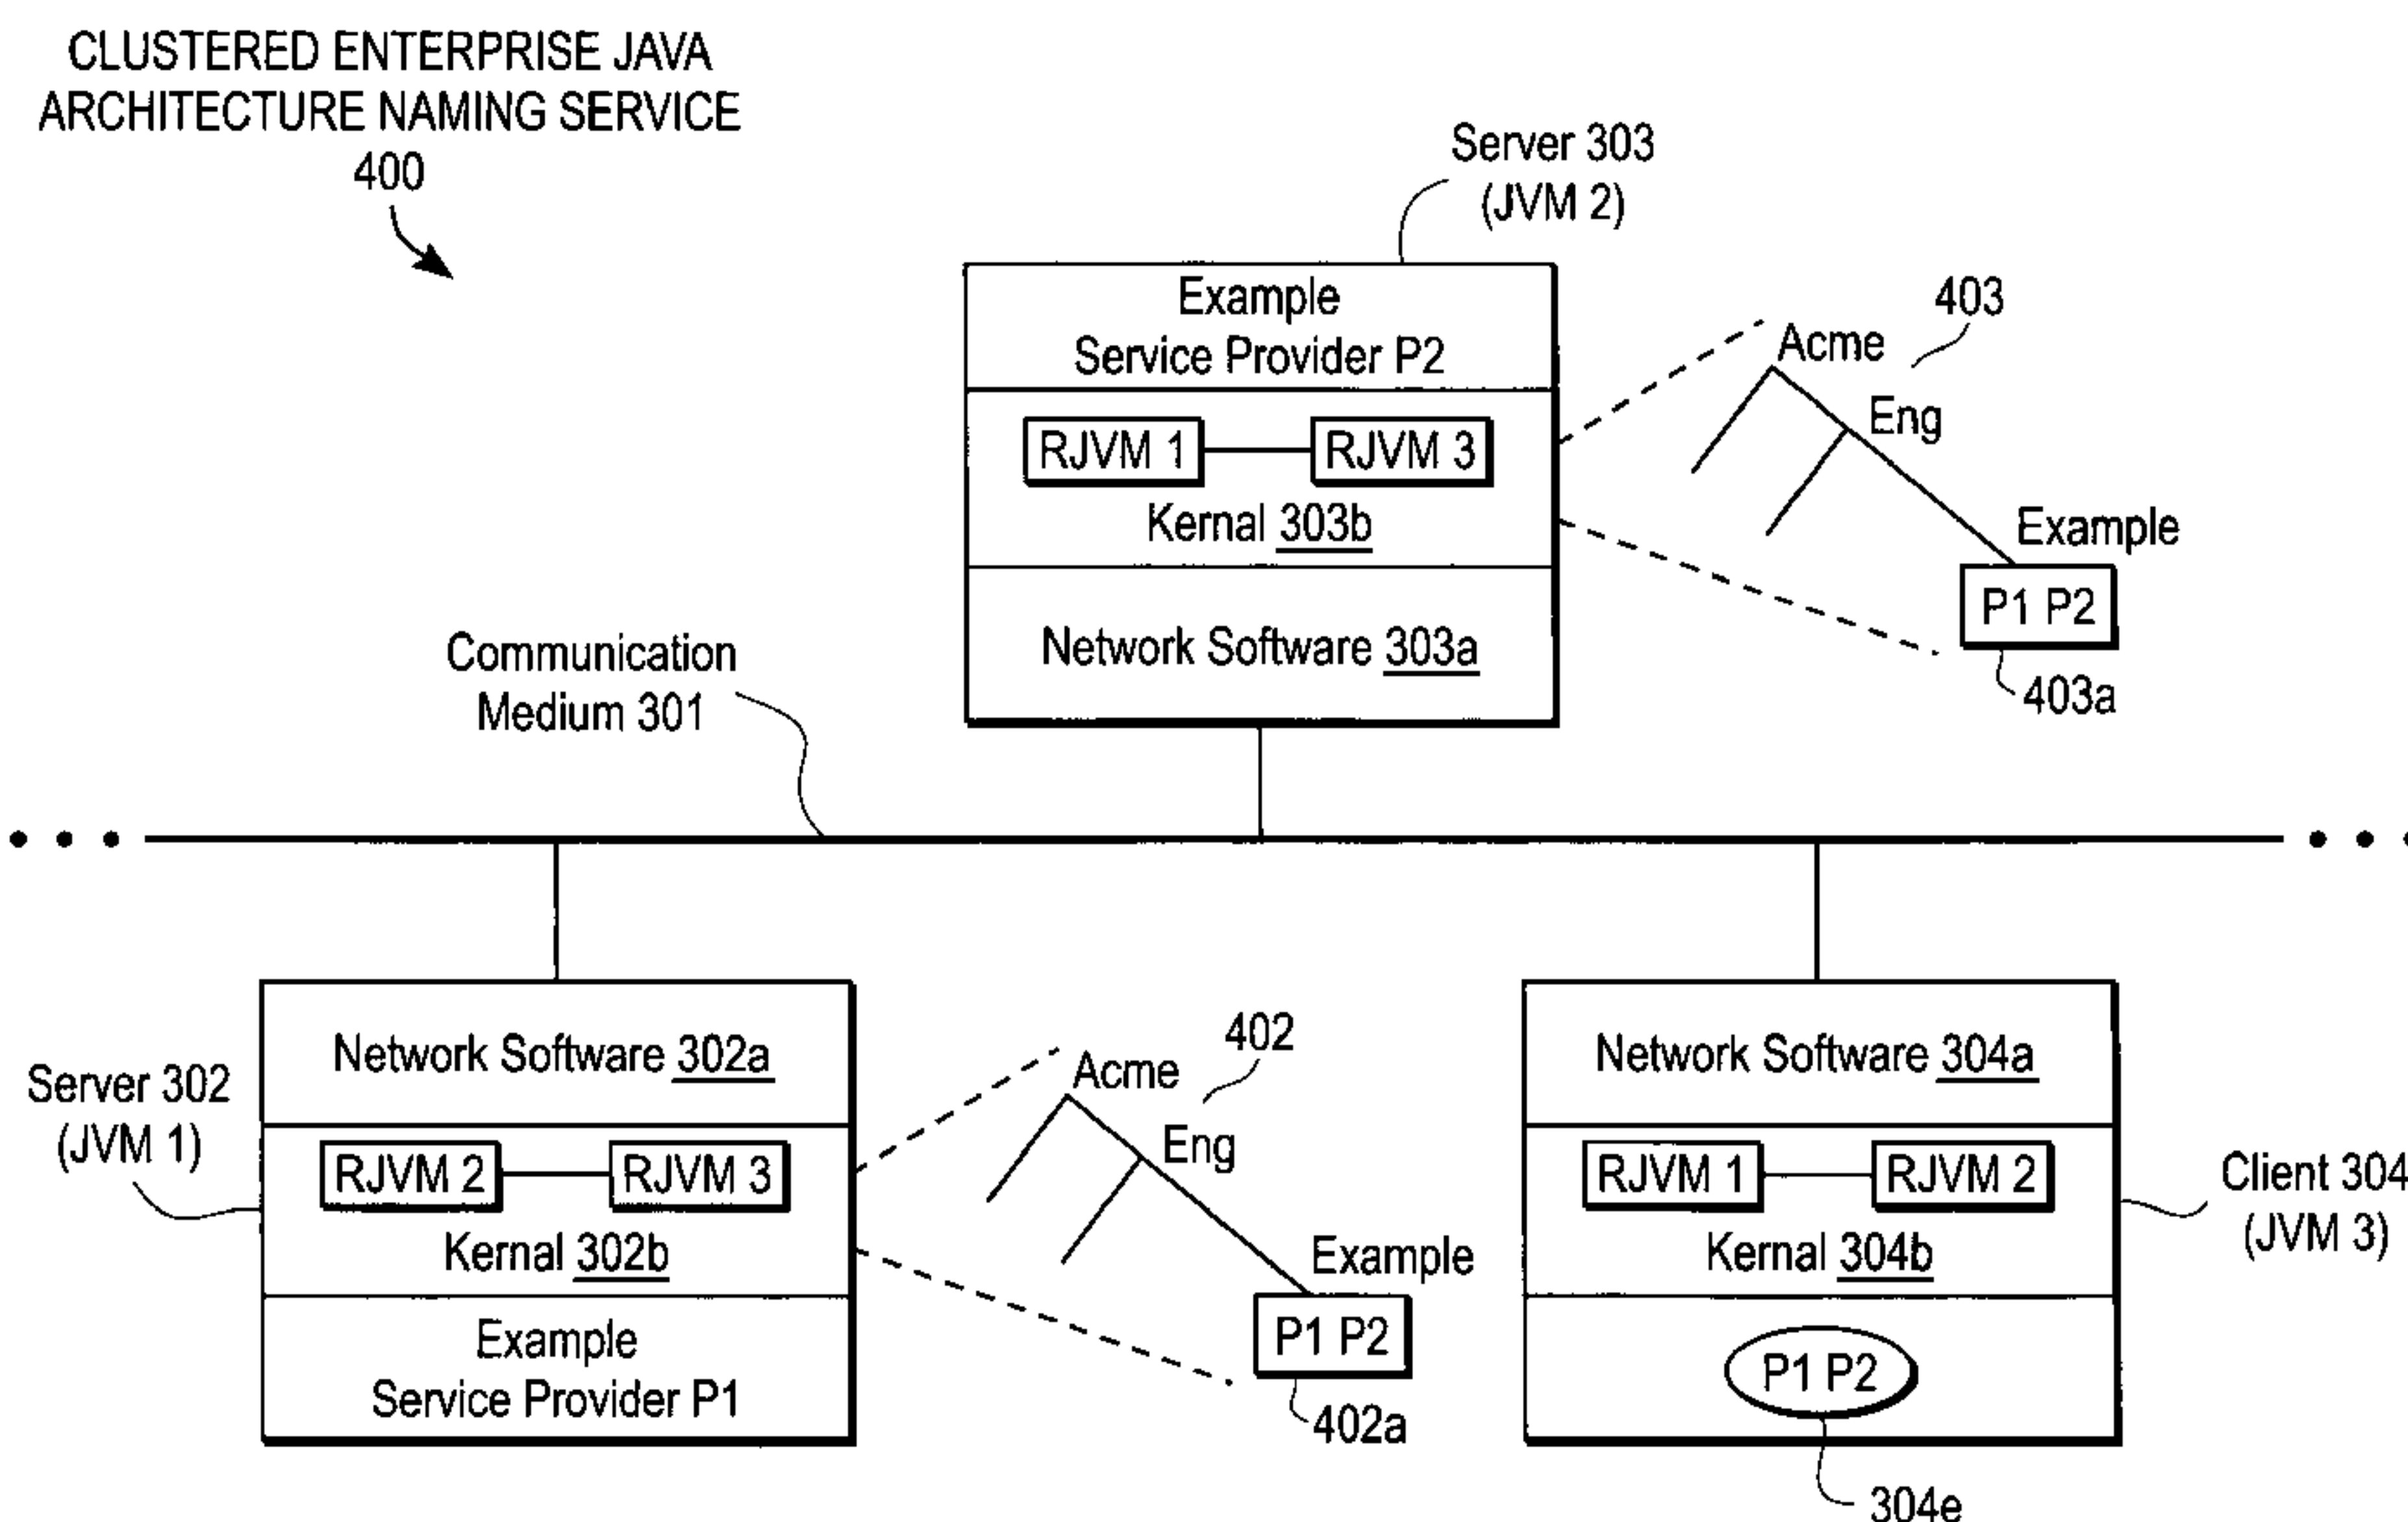 CLUSTERED ENTERPRISE JAVA
ARCHITECTURE NAMING SERVICE
400
Server 303
(JVM 2)
Example
Service Provider P2
RJVM 1
RJVM 3
Kernal 303b
Network Software 303a
403
Acme
Eng
Example
P1 P2
403a
Communication
Medium 301
Server 302
(JVM 1)
Network Software 302a
RJVM 2
RJVM 3
Kernal 302b
Example
Service Provider P1
402
Acme
Eng
Example
P1 P2
402a
Network Software 304a
RJVM 1
RJVM 2
Kernal 304b
P1 P2
304e
Client 304
(JVM 3)